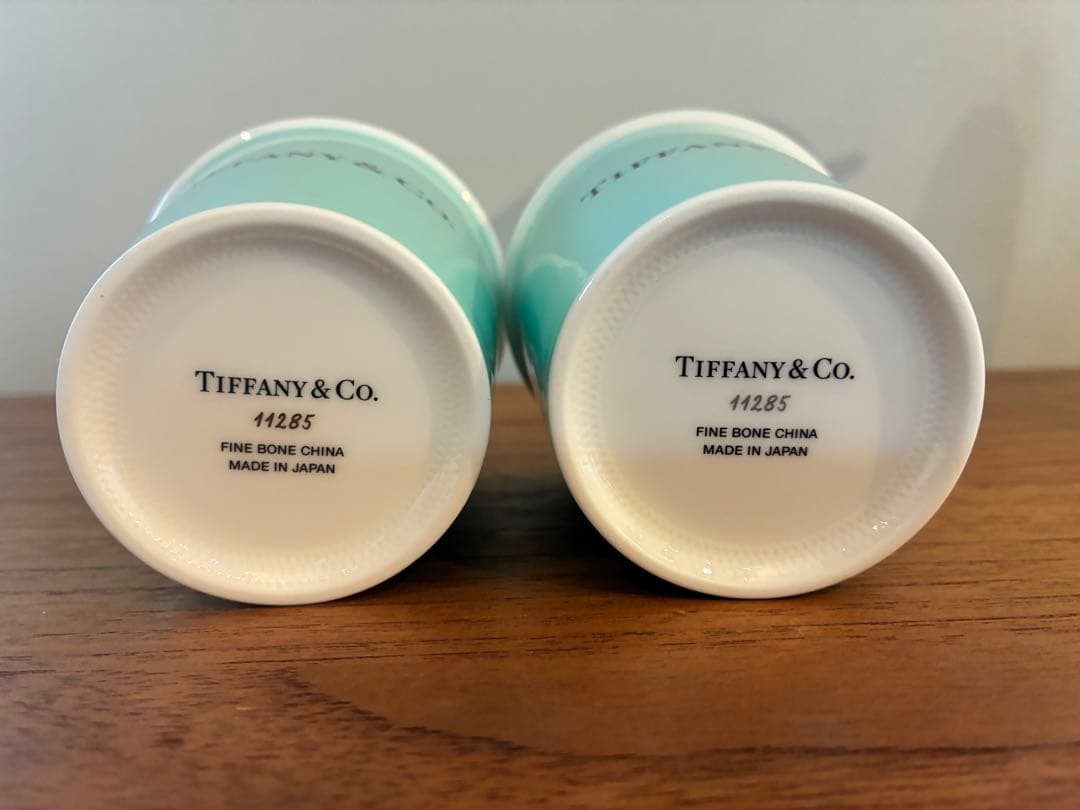 TIFFANY & CO.
11285
FINE BONE CHINA
MADE IN JAPAN
TIFFANY & CO.
11285
FINE BONE CHINA
MADE IN JAPAN